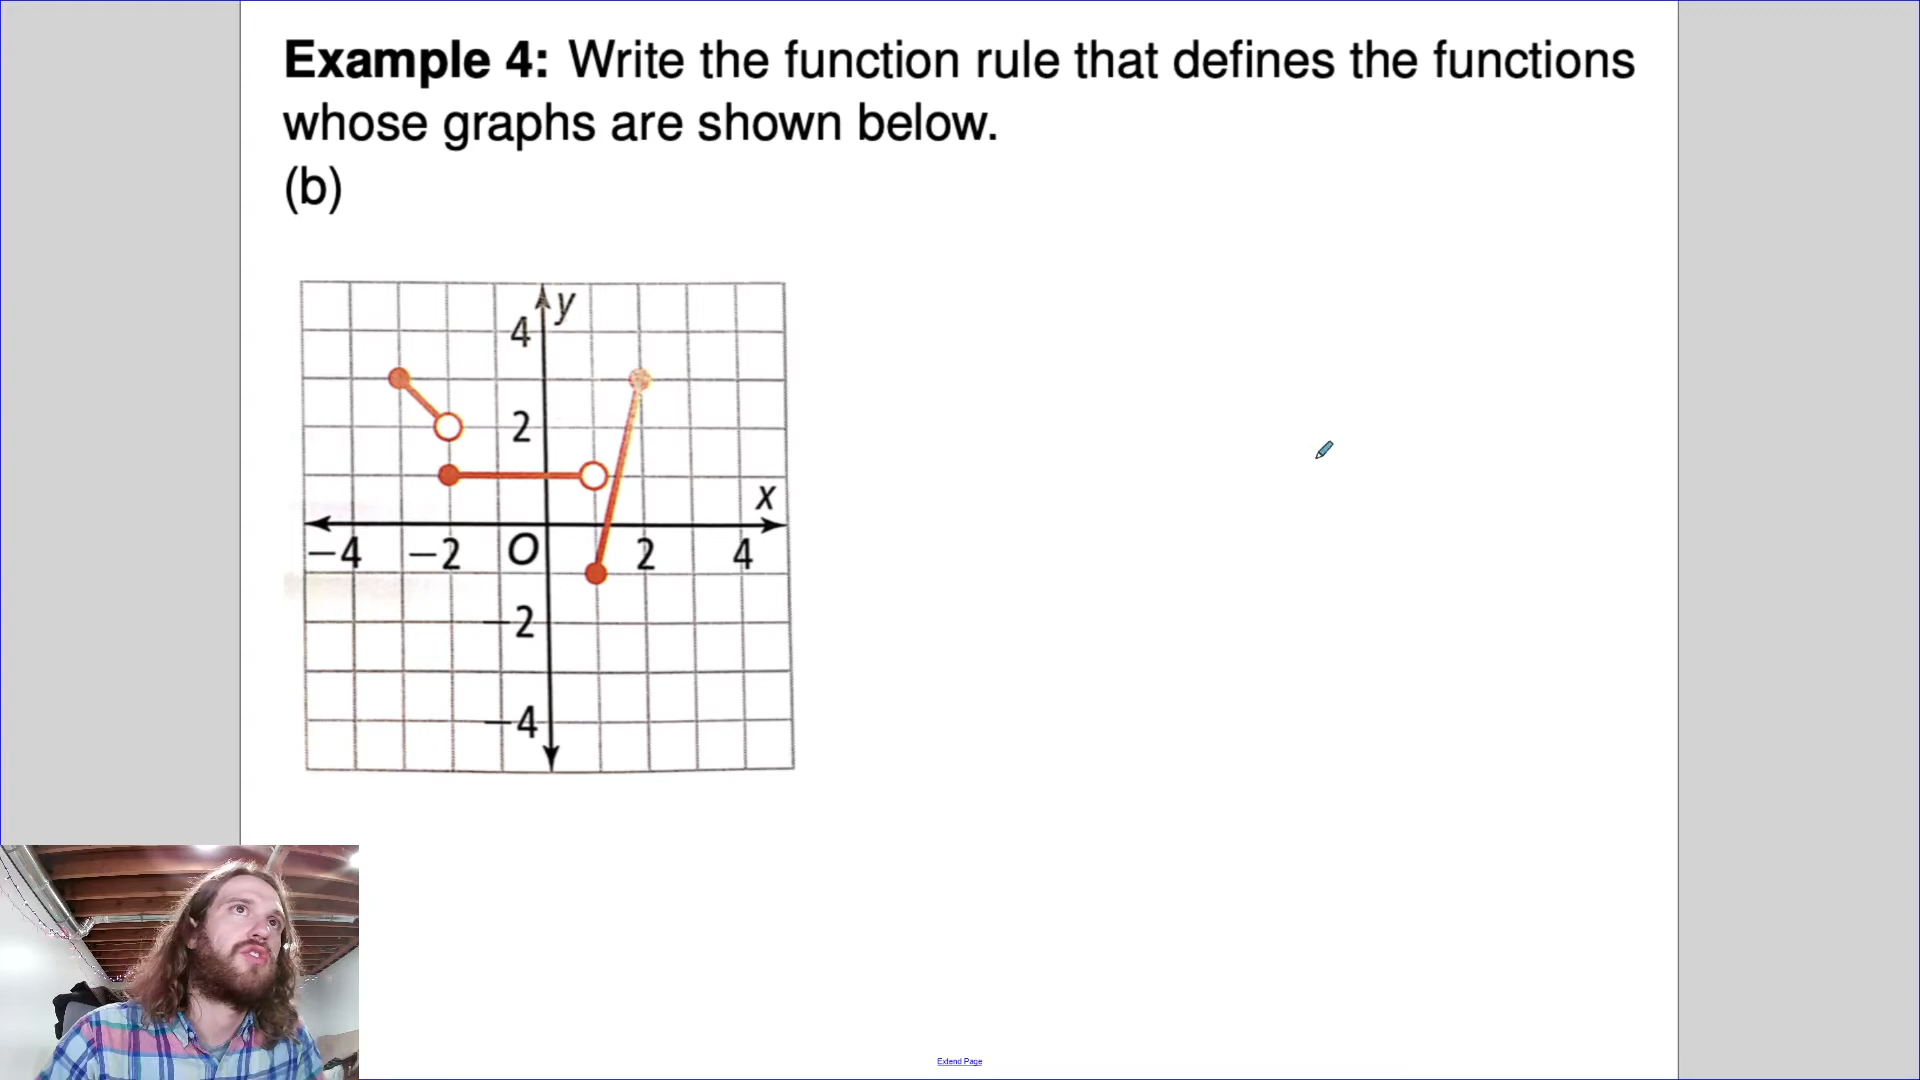 Example 4: Write the function rule that defines the functions
whose graphs are shown below.
(b)
y
4
2
x
−4 −2 O 2 4
−2
−4
Extend Page